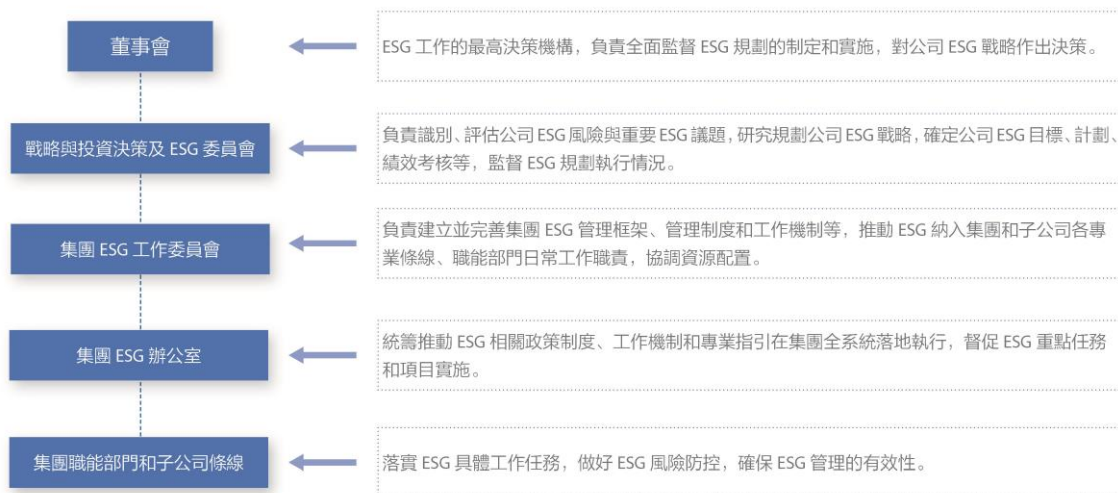 董事會
ESG 工作的最高決策機構，負責全面監督 ESG 規劃的制定和實施，對公司 ESG 戰略作出決策。
戰略與投資決策及 ESG 委員會
負責識別、評估公司 ESG 風險與重要 ESG 議題，研究規劃公司 ESG 戰略，確定公司 ESG 目標、計劃、
績效考核等，監督 ESG 規劃執行情況。
集團 ESG 工作委員會
負責建立並完善集團 ESG 管理框架、管理制度和工作機制等，推動 ESG 納入集團和子公司各專
業條線、職能部門日常工作職責，協調資源配置。
集團 ESG 辦公室
統籌推動 ESG 相關政策制度、工作機制和專業指引在集團全系統落地執行，督促 ESG 重點任務
和項目實施。
集團職能部門和子公司條線
落實 ESG 具體工作任務，做好 ESG 風險防控，確保 ESG 管理的有效性。